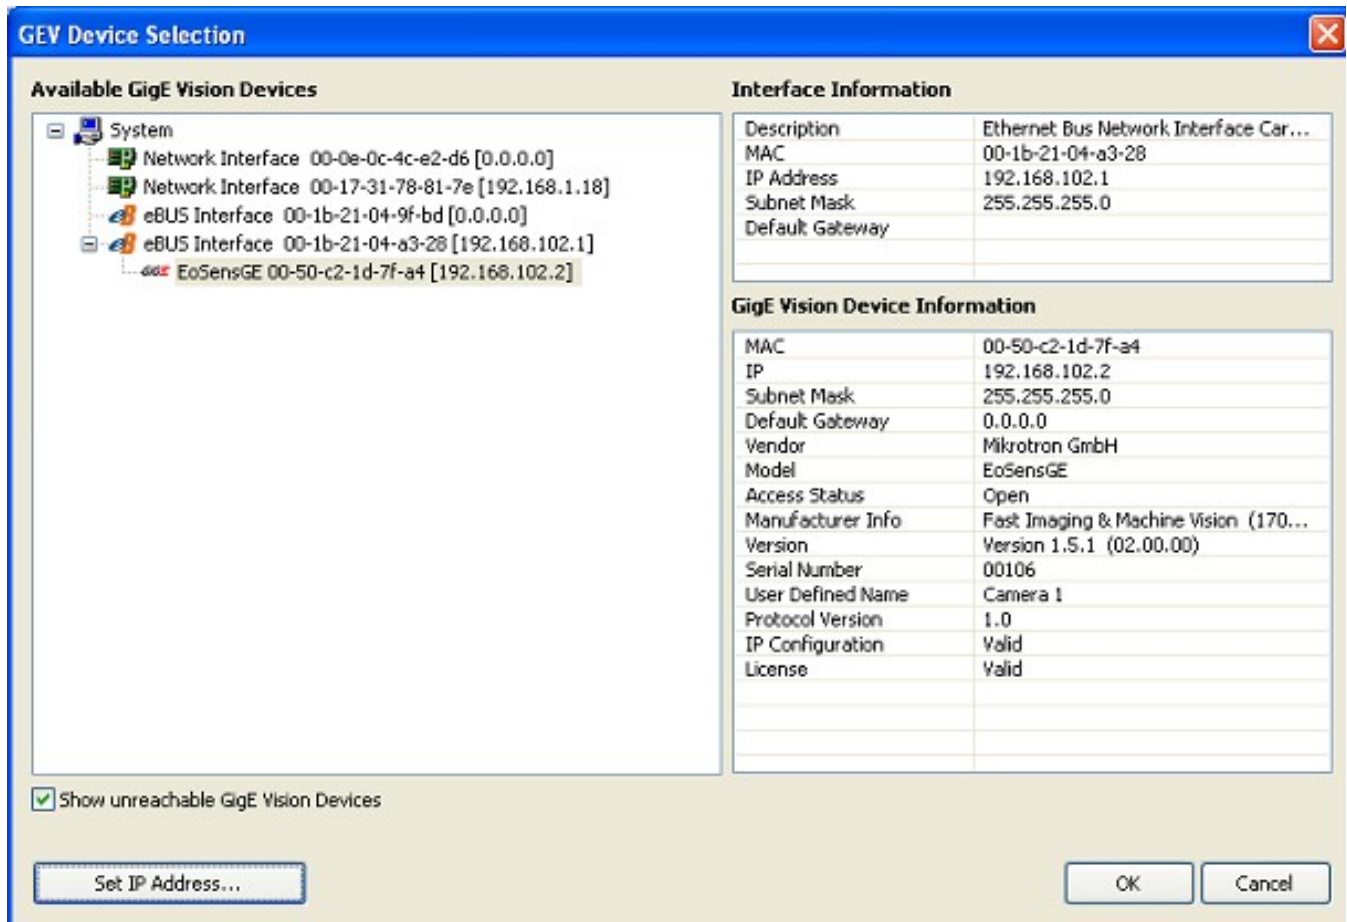 GEV Device Selection
Available GigE Vision Devices
System
Network Interface 00-0e-0c-4c-e2-d6 [0.0.0.0]
Network Interface 00-17-31-78-81-7e [192.168.1.18]
eBUS Interface 00-1b-21-04-9f-bd [0.0.0.0]
eBUS Interface 00-1b-21-04-a3-28 [192.168.102.1]
EoSensGE 00-50-c2-1d-7f-a4 [192.168.102.2]
Show unreachable GigE Vision Devices
Set IP Address...
Interface Information
Description Ethernet Bus Network Interface Car...
MAC 00-1b-21-04-a3-28
IP Address 192.168.102.1
Subnet Mask 255.255.255.0
Default Gateway
GigE Vision Device Information
MAC 00-50-c2-1d-7f-a4
IP 192.168.102.2
Subnet Mask 255.255.255.0
Default Gateway 0.0.0.0
Vendor Mikrotron GmbH
Model EoSensGE
Access Status Open
Manufacturer Info Fast Imaging & Machine Vision (170...
Version Version 1.5.1 (02.00.00)
Serial Number 00106
User Defined Name Camera 1
Protocol Version 1.0
IP Configuration Valid
License Valid
OK Cancel